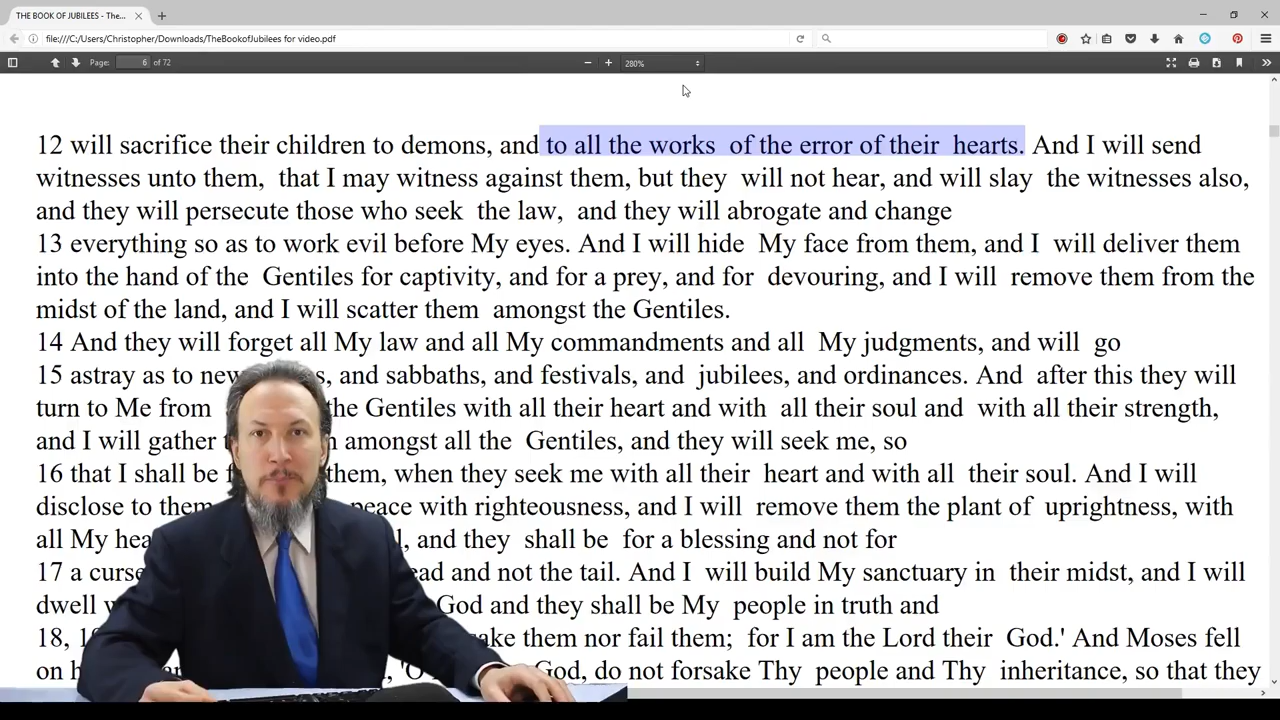 THE BOOK OF JUBILEES - The...
file:///C:/Users/Christopher/Downloads/TheBookofJubilees for video.pdf
Page: 6 of 72
280%
12 will sacrifice their children to demons, and to all the works of the error of their hearts. And I will send
witnesses unto them, that I may witness against them, but they will not hear, and will slay the witnesses also,
and they will persecute those who seek the law, and they will abrogate and change
13 everything so as to work evil before My eyes. And I will hide My face from them, and I will deliver them
into the hand of the Gentiles for captivity, and for a prey, and for devouring, and I will remove them from the
midst of the land, and I will scatter them amongst the Gentiles.
14 And they will forget all My law and all My commandments and all My judgments, and will go
15 astray as to new , and sabbaths, and festivals, and jubilees, and ordinances. And after this they will
turn to Me from the Gentiles with all their heart and with all their soul and with all their strength,
and I will gather amongst all the Gentiles, and they will seek me, so
16 that I shall be them, when they seek me with all their heart and with all their soul. And I will
disclose to them peace with righteousness, and I will remove them the plant of uprightness, with
all My , and they shall be for a blessing and not for
17 a curse and not the tail. And I will build My sanctuary in their midst, and I will
dwell God and they shall be My people in truth and
18, them nor fail them; for I am the Lord their God.' And Moses fell
on God, do not forsake Thy people and Thy inheritance, so that they